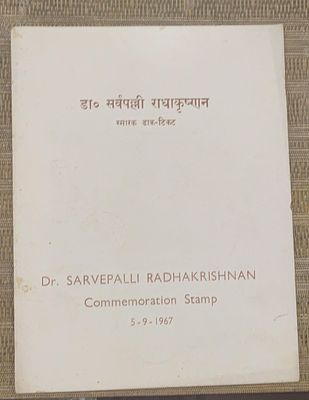 डा० सर्वपल्ली राधाकृष्णन
स्मारक डाक-टिकट
Dr. SARVEPALLI RADHAKRISHNAN
Commemoration Stamp
5-9-1967